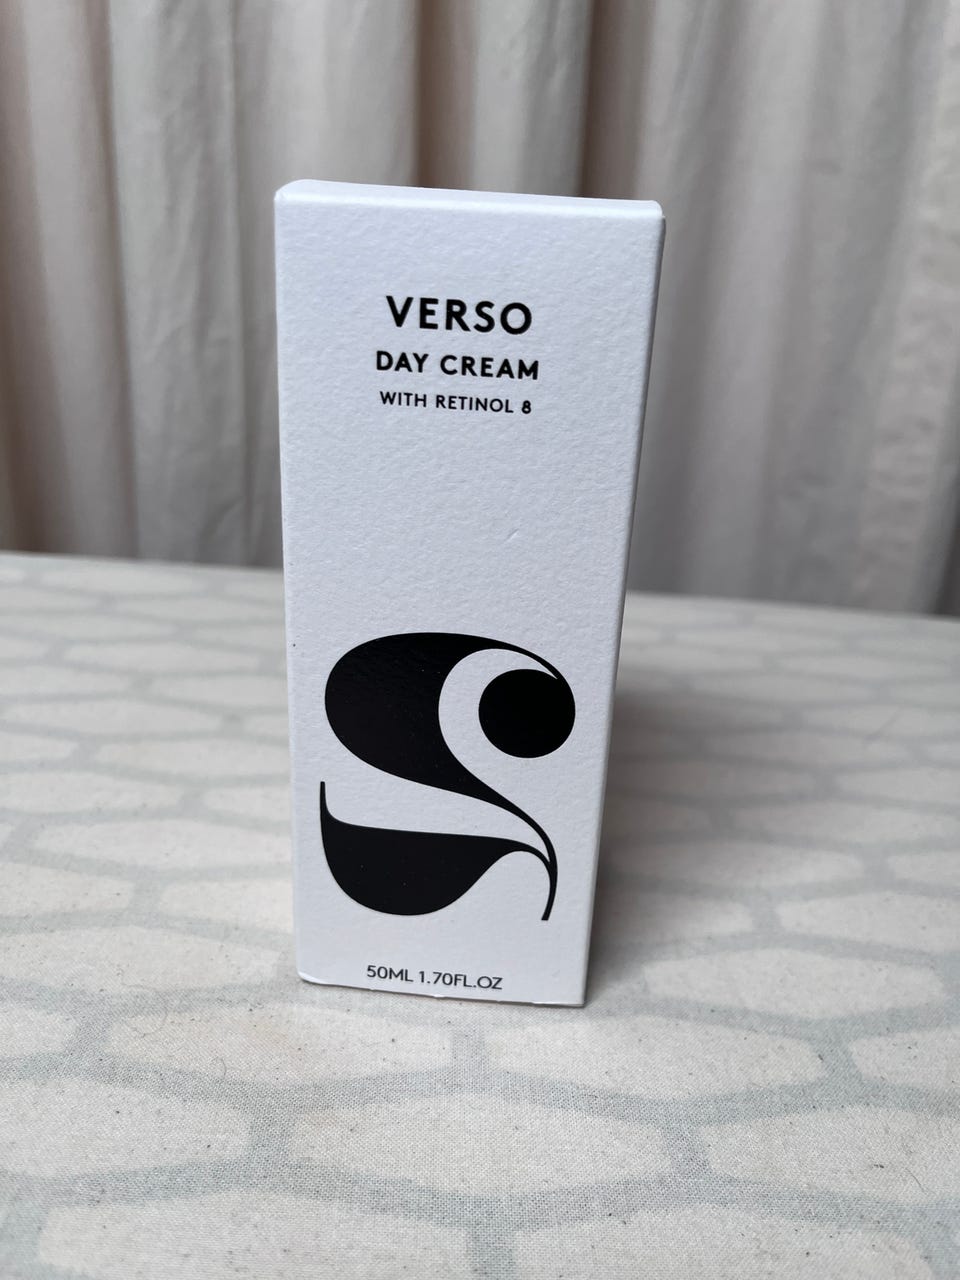 VERSO
DAY CREAM
WITH RETINOL 8
50ML 1.70FL.OZ